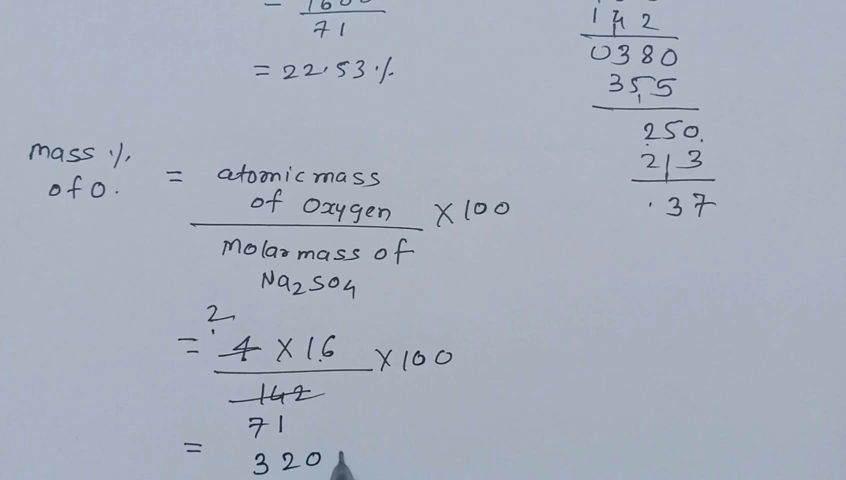 = 1600
71
= 22.53 %
142
0380
355
250.
213
.37
mass %
of O.
= atomic mass
of Oxygen × 100
Molar mass of
Na2SO4
2
= 4 × 16 × 100
142
71
= 320